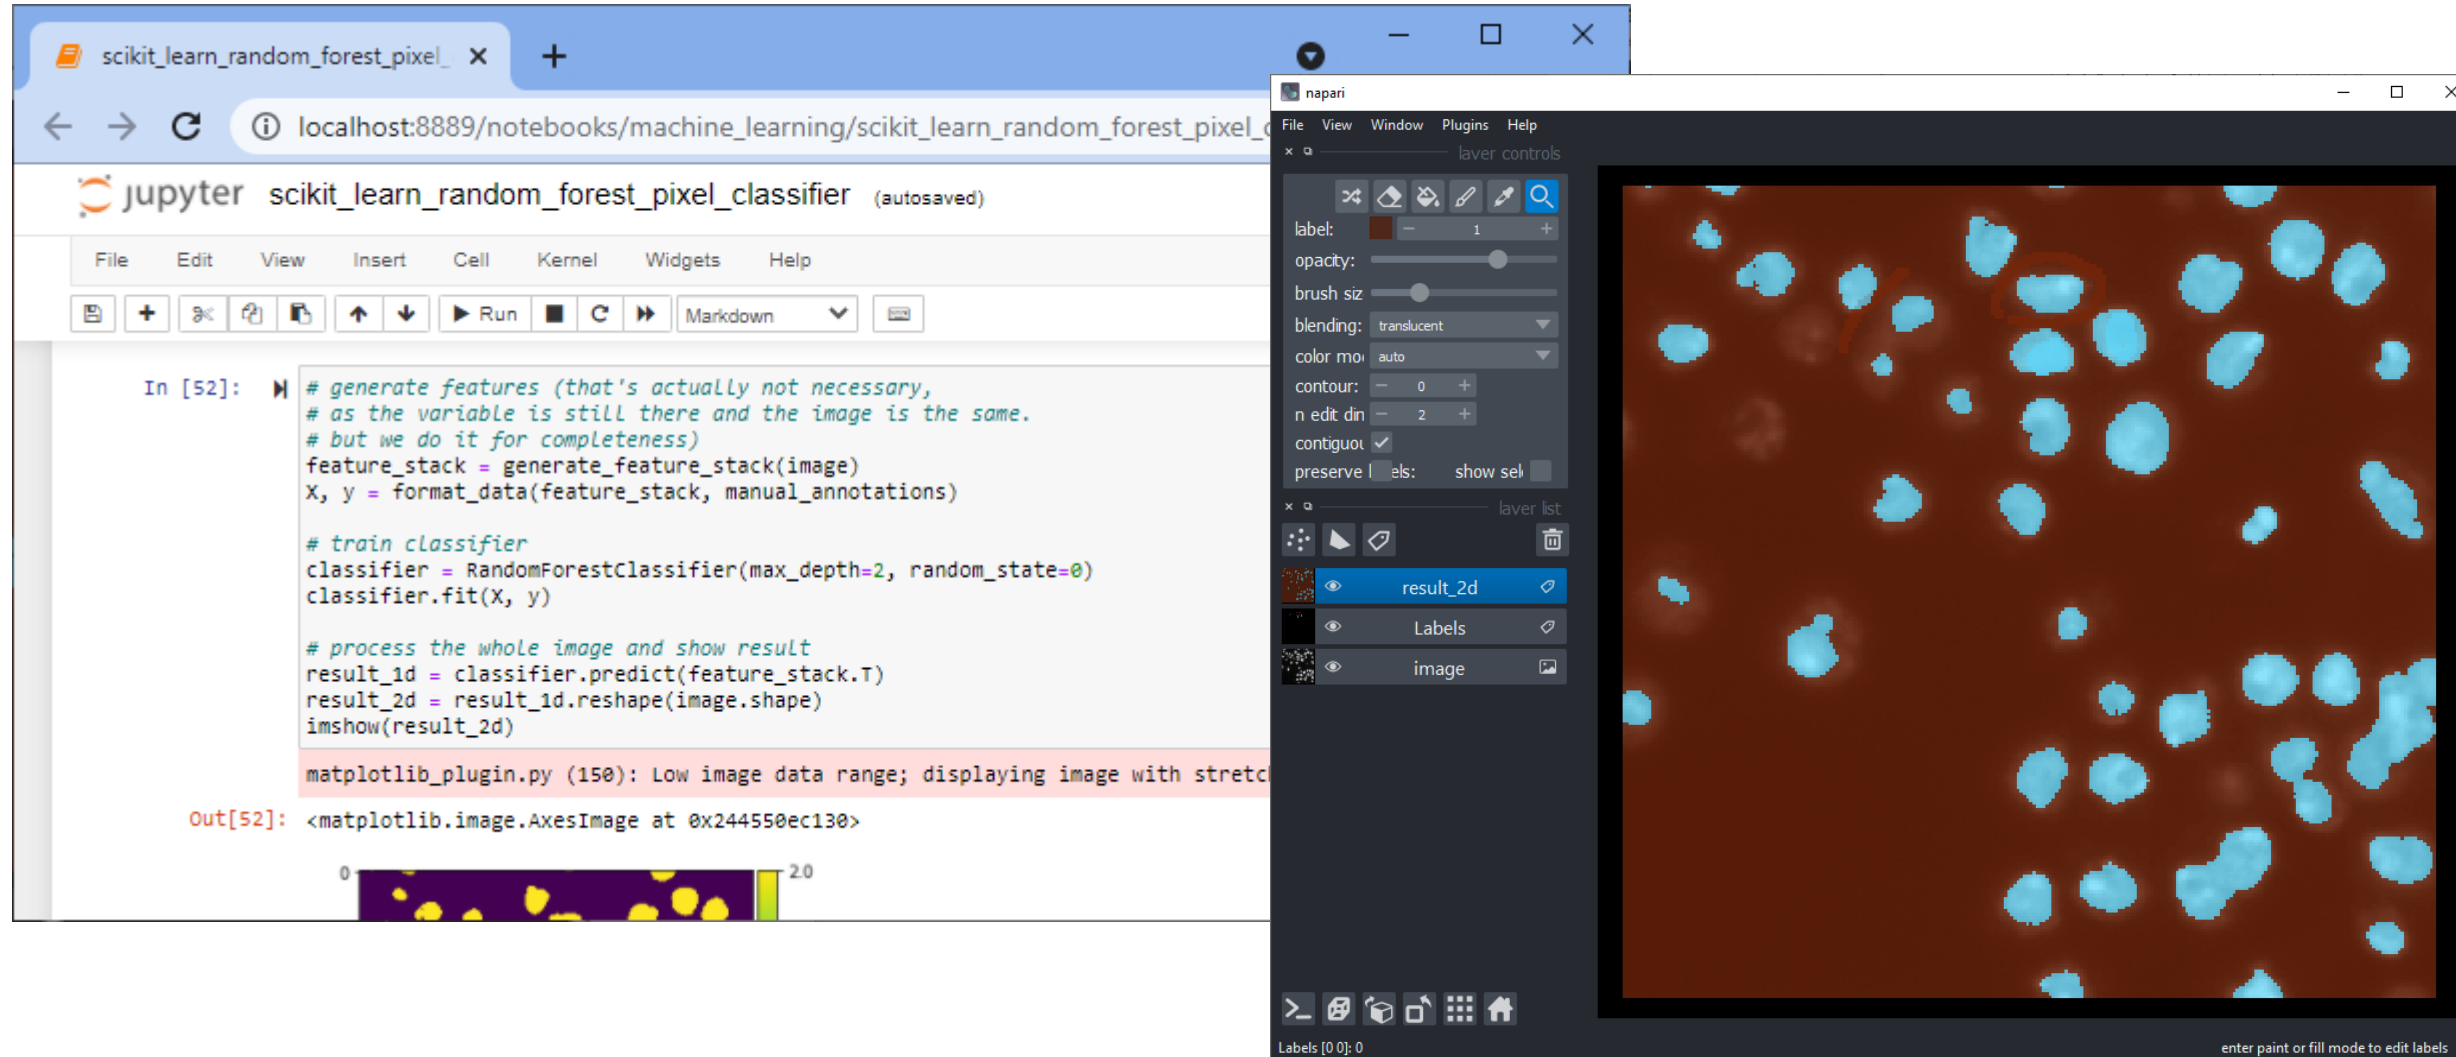 scikit_learn_random_forest_pixel_
localhost:8889/notebooks/machine_learning/scikit_learn_random_forest_pixel_c
jupyter scikit_learn_random_forest_pixel_classifier (autosaved)
File Edit View Insert Cell Kernel Widgets Help
Run Markdown
In [52]:
# generate features (that's actually not necessary,
# as the variable is still there and the image is the same.
# but we do it for completeness)
feature_stack = generate_feature_stack(image)
X, y = format_data(feature_stack, manual_annotations)
# train classifier
classifier = RandomForestClassifier(max_depth=2, random_state=0)
classifier.fit(X, y)
# process the whole image and show result
result_1d = classifier.predict(feature_stack.T)
result_2d = result_1d.reshape(image.shape)
imshow(result_2d)
matplotlib_plugin.py (150): Low image data range; displaying image with stretc
Out[52]: <matplotlib.image.AxesImage at 0x244550ec130>
0 2.0
napari
File View Window Plugins Help
layer controls
label: 1
opacity:
brush siz
blending: translucent
color mo auto
contour: 0
n edit din 2
contiguou
preserve l els: show sel
layer list
result_2d
Labels
image
Labels [0 0]: 0
enter paint or fill mode to edit labels